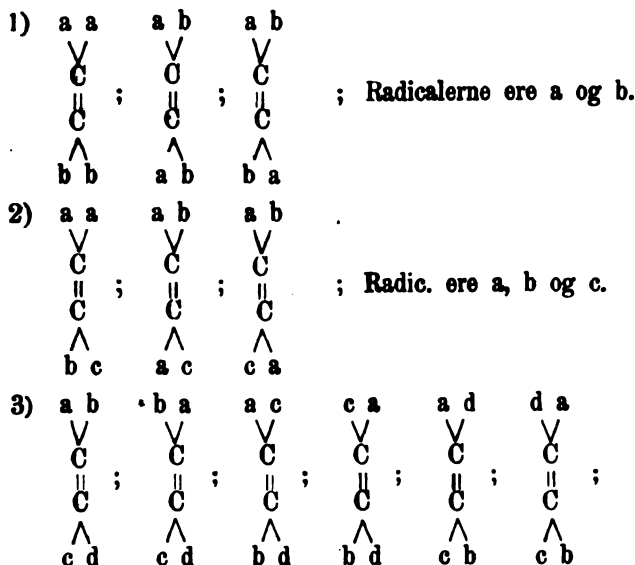 1) a a a b a b
C C C
|| ; || ; || ; Radicalerne ere a og b.
C C C
b b a b b a
2) a a a b a b
C C C
|| ; || ; || ; Radic. ere a, b og c.
C C C
b c a c c a
3) a b b a a c c a a d d a
C C C C C C
|| ; || ; || ; || ; || ; || ;
C C C C C C
c d c d b d b d c b c b